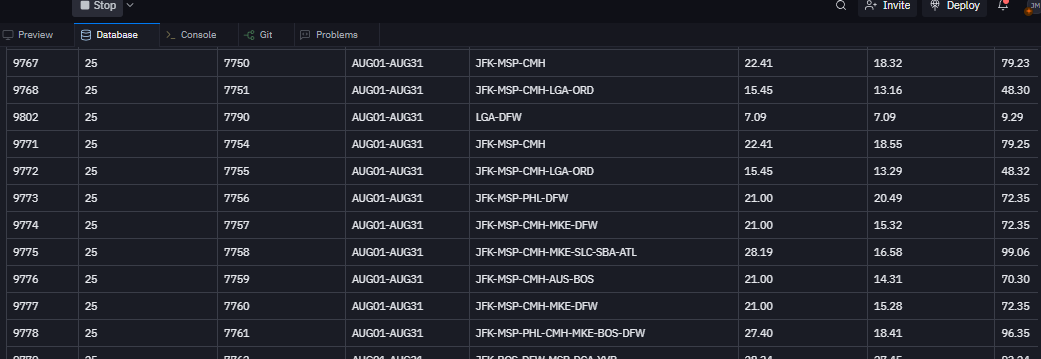 Stop Invite Deploy JM
Preview Database Console Git Problems
9767 25 7750 AUG01-AUG31 JFK-MSP-CMH 22.41 18.32 79.23
9768 25 7751 AUG01-AUG31 JFK-MSP-CMH-LGA-ORD 15.45 13.16 48.30
9802 25 7790 AUG01-AUG31 LGA-DFW 7.09 7.09 9.29
9771 25 7754 AUG01-AUG31 JFK-MSP-CMH 22.41 18.55 79.25
9772 25 7755 AUG01-AUG31 JFK-MSP-CMH-LGA-ORD 15.45 13.29 48.32
9773 25 7756 AUG01-AUG31 JFK-MSP-PHL-DFW 21.00 20.49 72.35
9774 25 7757 AUG01-AUG31 JFK-MSP-CMH-MKE-DFW 21.00 15.32 72.35
9775 25 7758 AUG01-AUG31 JFK-MSP-CMH-MKE-SLC-SBA-ATL 28.19 16.58 99.06
9776 25 7759 AUG01-AUG31 JFK-MSP-CMH-AUS-BOS 21.00 14.31 70.30
9777 25 7760 AUG01-AUG31 JFK-MSP-CMH-MKE-DFW 21.00 15.28 72.35
9778 25 7761 AUG01-AUG31 JFK-MSP-PHL-CMH-MKE-BOS-DFW 27.40 18.41 96.35
25 AUG01-AUG31